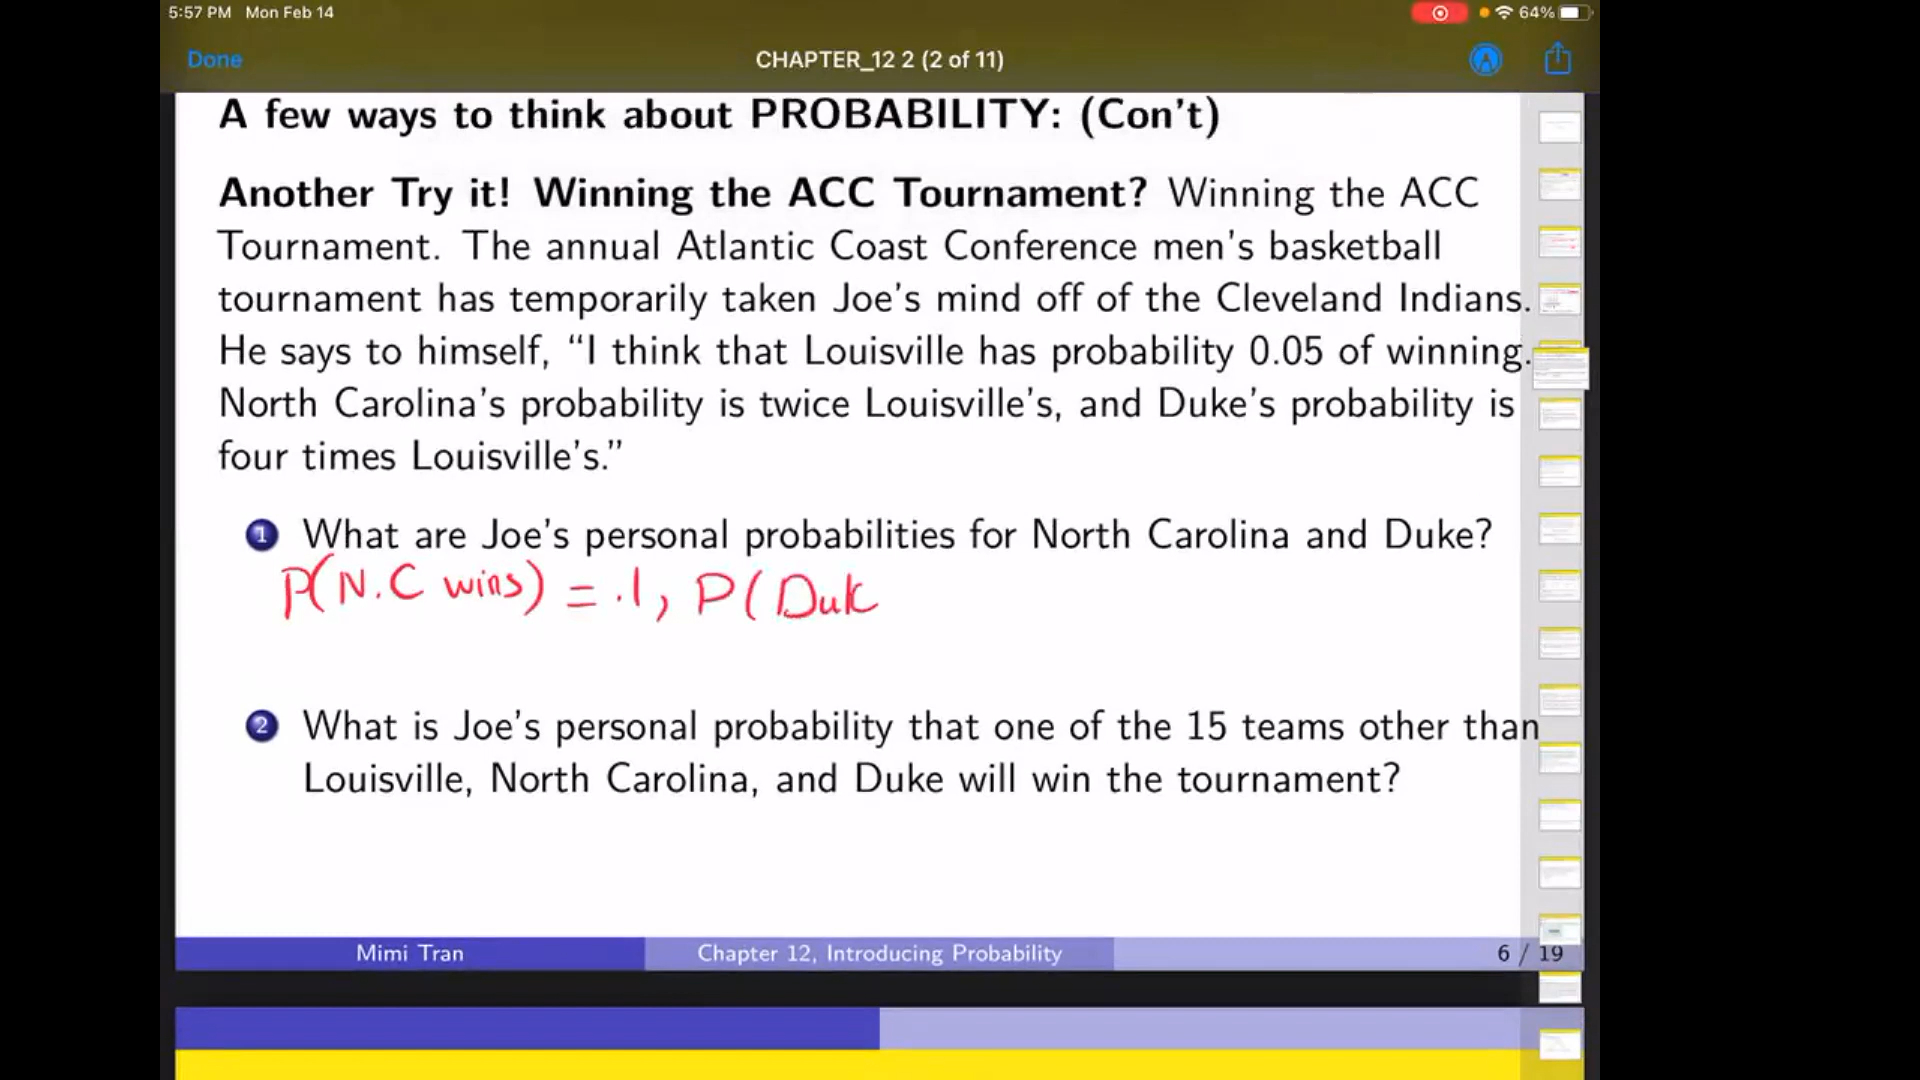 5:57 PM Mon Feb 14
64%
Done
CHAPTER_12 2 (2 of 11)
A few ways to think about PROBABILITY: (Con't)
Another Try it! Winning the ACC Tournament? Winning the ACC
Tournament. The annual Atlantic Coast Conference men's basketball
tournament has temporarily taken Joe's mind off of the Cleveland Indians.
He says to himself, “I think that Louisville has probability 0.05 of winning.
North Carolina's probability is twice Louisville's, and Duke's probability is
four times Louisville's.”
1 What are Joe's personal probabilities for North Carolina and Duke?
P(N.C wins) = .1, P(Duk
2 What is Joe's personal probability that one of the 15 teams other than
Louisville, North Carolina, and Duke will win the tournament?
Mimi Tran
Chapter 12, Introducing Probability
6 / 19